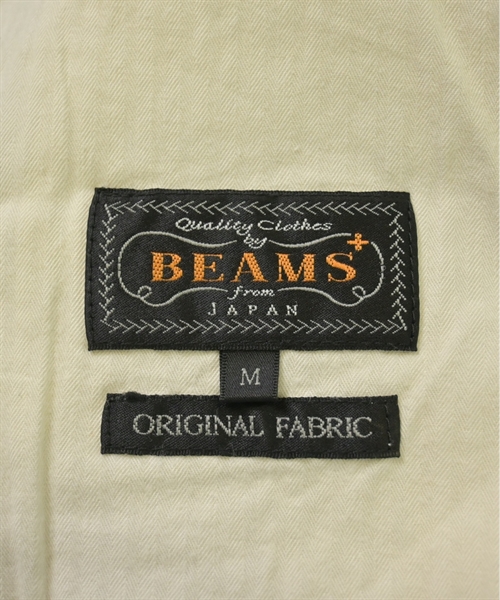 Quality Clothes
by
BEAMS+
from
JAPAN
M
ORIGINAL FABRIC